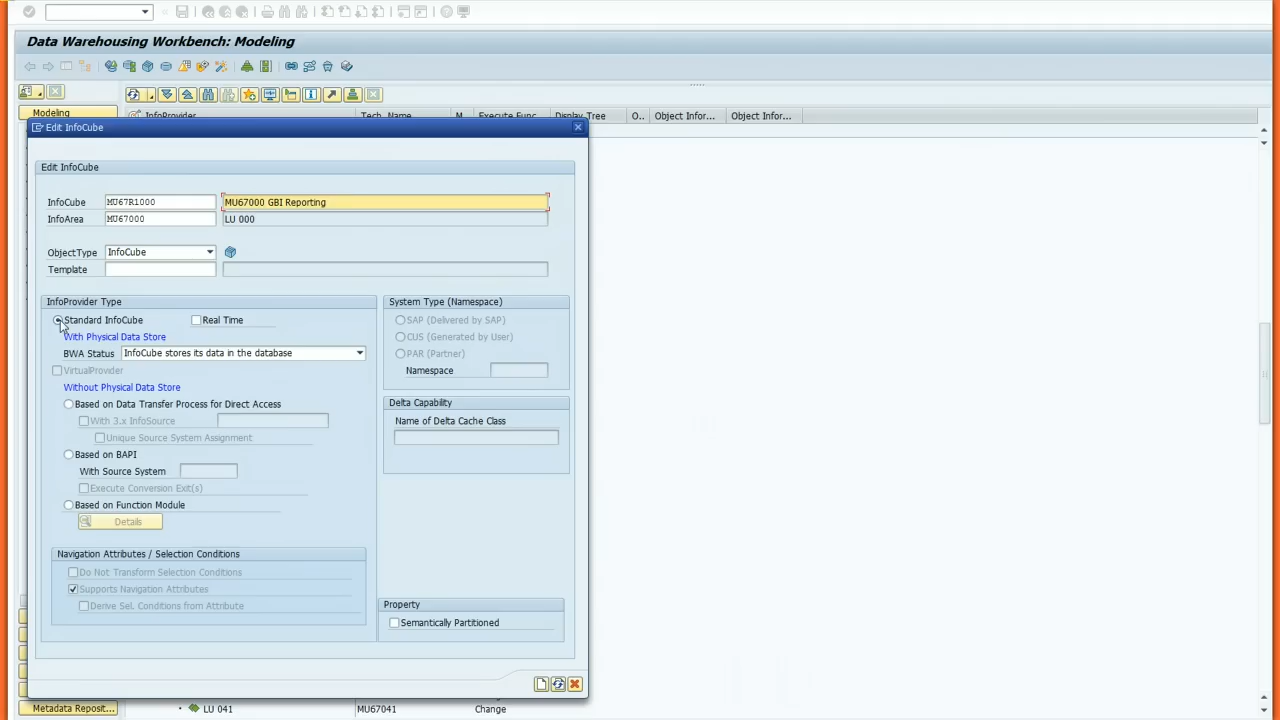 Data Warehousing Workbench: Modeling
Modeling
InfoProvider Tech. Name M Execute Func.. Display Tree O.. Object Infor... Object Infor...
Edit InfoCube
Edit InfoCube
InfoCube MU67R1000 MU67000 GBI Reporting
InfoArea MU67000 LU 000
ObjectType InfoCube
Template
InfoProvider Type
Standard InfoCube Real Time
With Physical Data Store
BWA Status InfoCube stores its data in the database
VirtualProvider
Without Physical Data Store
Based on Data Transfer Process for Direct Access
With 3.x InfoSource
Unique Source System Assignment
Based on BAPI
With Source System
Execute Conversion Exit(s)
Based on Function Module
Details
Navigation Attributes / Selection Conditions
Do Not Transform Selection Conditions
Supports Navigation Attributes
Derive Sel. Conditions from Attribute
System Type (Namespace)
SAP (Delivered by SAP)
CUS (Generated by User)
PAR (Partner)
Namespace
Delta Capability
Name of Delta Cache Class
Property
Semantically Partitioned
Metadata Reposit... LU 041 MU67041 Change